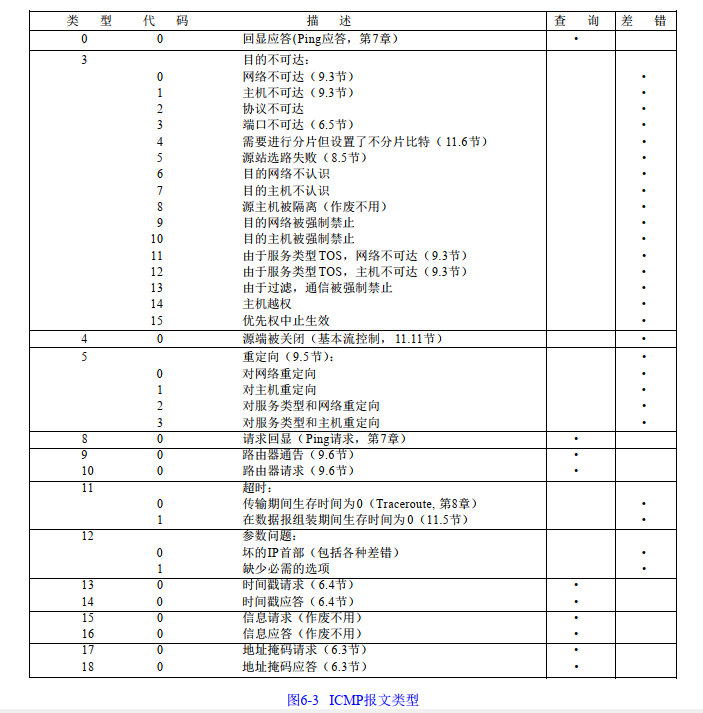 类 型 代 码 描 述 查 询 差 错
0 0 回显应答(Ping应答，第7章） •
3 目的不可达：
0 网络不可达（9.3节） •
1 主机不可达（9.3节） •
2 协议不可达 •
3 端口不可达（6.5节） •
4 需要进行分片但设置了不分片比特（ 11.6节） •
5 源站选路失败（8.5节） •
6 目的网络不认识 •
7 目的主机不认识 •
8 源主机被隔离（作废不用） •
9 目的网络被强制禁止 •
10 目的主机被强制禁止 •
11 由于服务类型TOS，网络不可达（9.3节） •
12 由于服务类型TOS，主机不可达（9.3节） •
13 由于过滤，通信被强制禁止 •
14 主机越权 •
15 优先权中止生效 •
4 0 源端被关闭（基本流控制， 11.11节） •
5 重定向（9.5节）： •
0 对网络重定向 •
1 对主机重定向 •
2 对服务类型和网络重定向 •
3 对服务类型和主机重定向 •
8 0 请求回显（ Ping请求，第7章） •
9 0 路由器通告（9.6节） •
10 0 路由器请求（9.6节） •
11 超时：
0 传输期间生存时间为0（Traceroute, 第8章） •
1 在数据报组装期间生存时间为0（11.5节） •
12 参数问题：
0 坏的IP首部（包括各种差错） •
1 缺少必需的选项 •
13 0 时间戳请求（6.4节） •
14 0 时间戳应答（6.4节） •
15 0 信息请求（作废不用） •
16 0 信息应答（作废不用） •
17 0 地址掩码请求（6.3节） •
18 0 地址掩码应答（6.3节） •
图6-3 ICMP报文类型